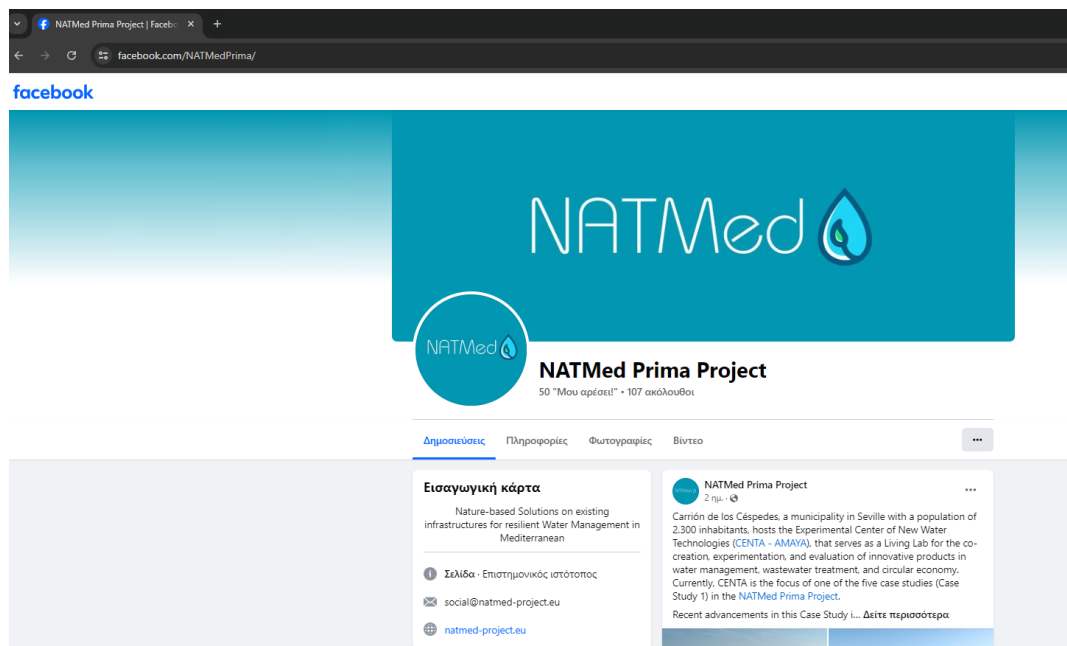 NATMed Prima Project | Facebo
facebook.com/NATMedPrima/
facebook
NATMed
NATMed
NATMed Prima Project
50 "Μου αρέσει!" • 107 ακόλουθοι
Δημοσιεύσεις Πληροφορίες Φωτογραφίες Βίντεο
Εισαγωγική κάρτα
Nature-based Solutions on existing
infrastructures for resilient Water Management in
Mediterranean
Σελίδα · Επιστημονικός ιστότοπος
social@natmed-project.eu
natmed-project.eu
NATMed Prima Project
2 ημ. ·
Carrión de los Céspedes, a municipality in Seville with a population of
2.300 inhabitants, hosts the Experimental Center of New Water
Technologies (CENTA - AMAYA), that serves as a Living Lab for the co-
creation, experimentation, and evaluation of innovative products in
water management, wastewater treatment, and circular economy.
Currently, CENTA is the focus of one of the five case studies (Case
Study 1) in the NATMed Prima Project.
Recent advancements in this Case Study i... Δείτε περισσότερα